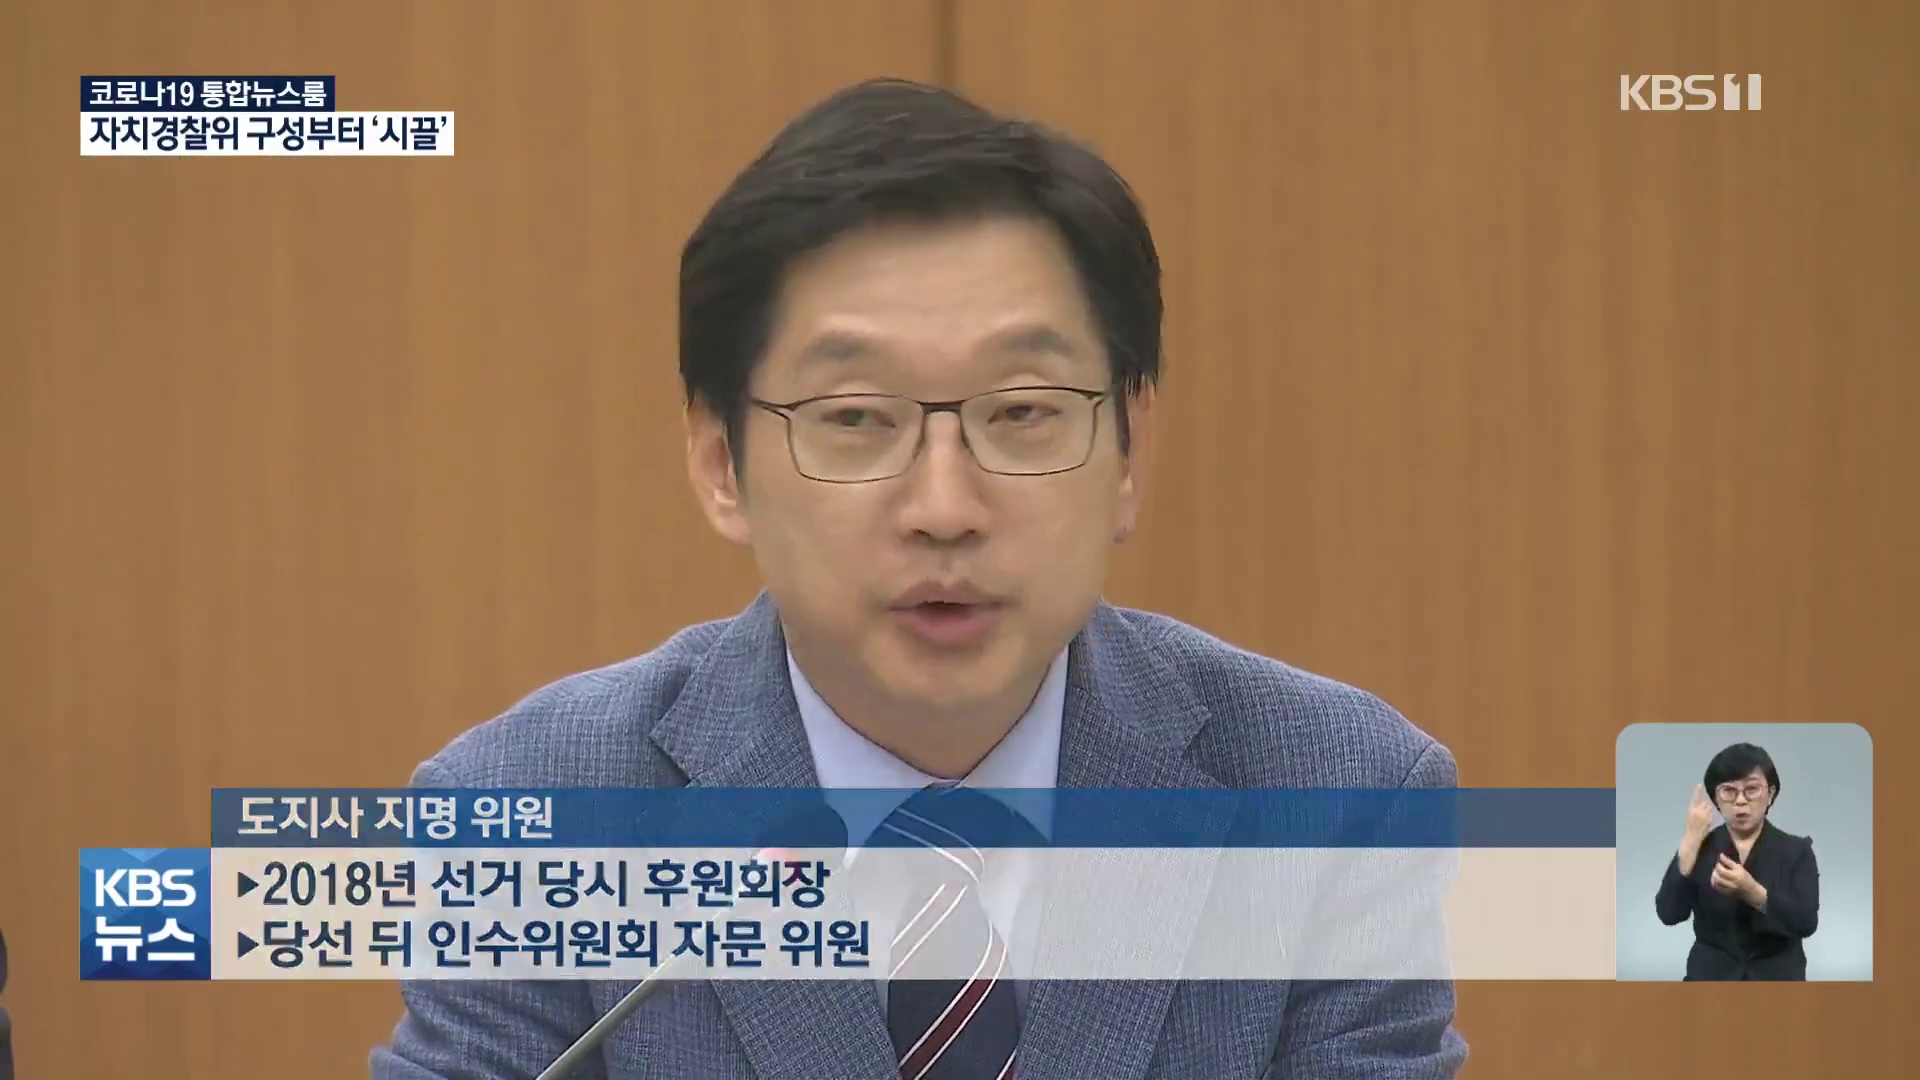 코로나19 통합뉴스룸
자치경찰위 구성부터 ‘시끌’
KBS 1
도지사 지명 위원
▶2018년 선거 당시 후원회장
▶당선 뒤 인수위원회 자문 위원
KBS
뉴스